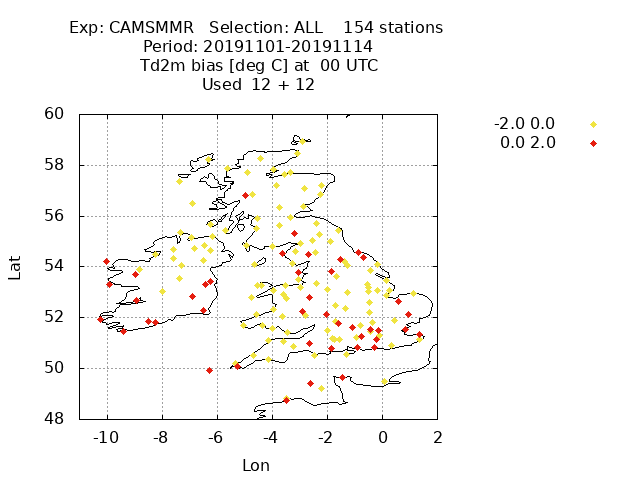 Exp: CAMSMMR Selection: ALL 154 stations
Period: 20191101-20191114
Td2m bias [deg C] at 00 UTC
Used 12 + 12
-2.0 0.0
0.0 2.0
60
58
56
54
52
50
48
Lat
-10 -8 -6 -4 -2 0 2
Lon